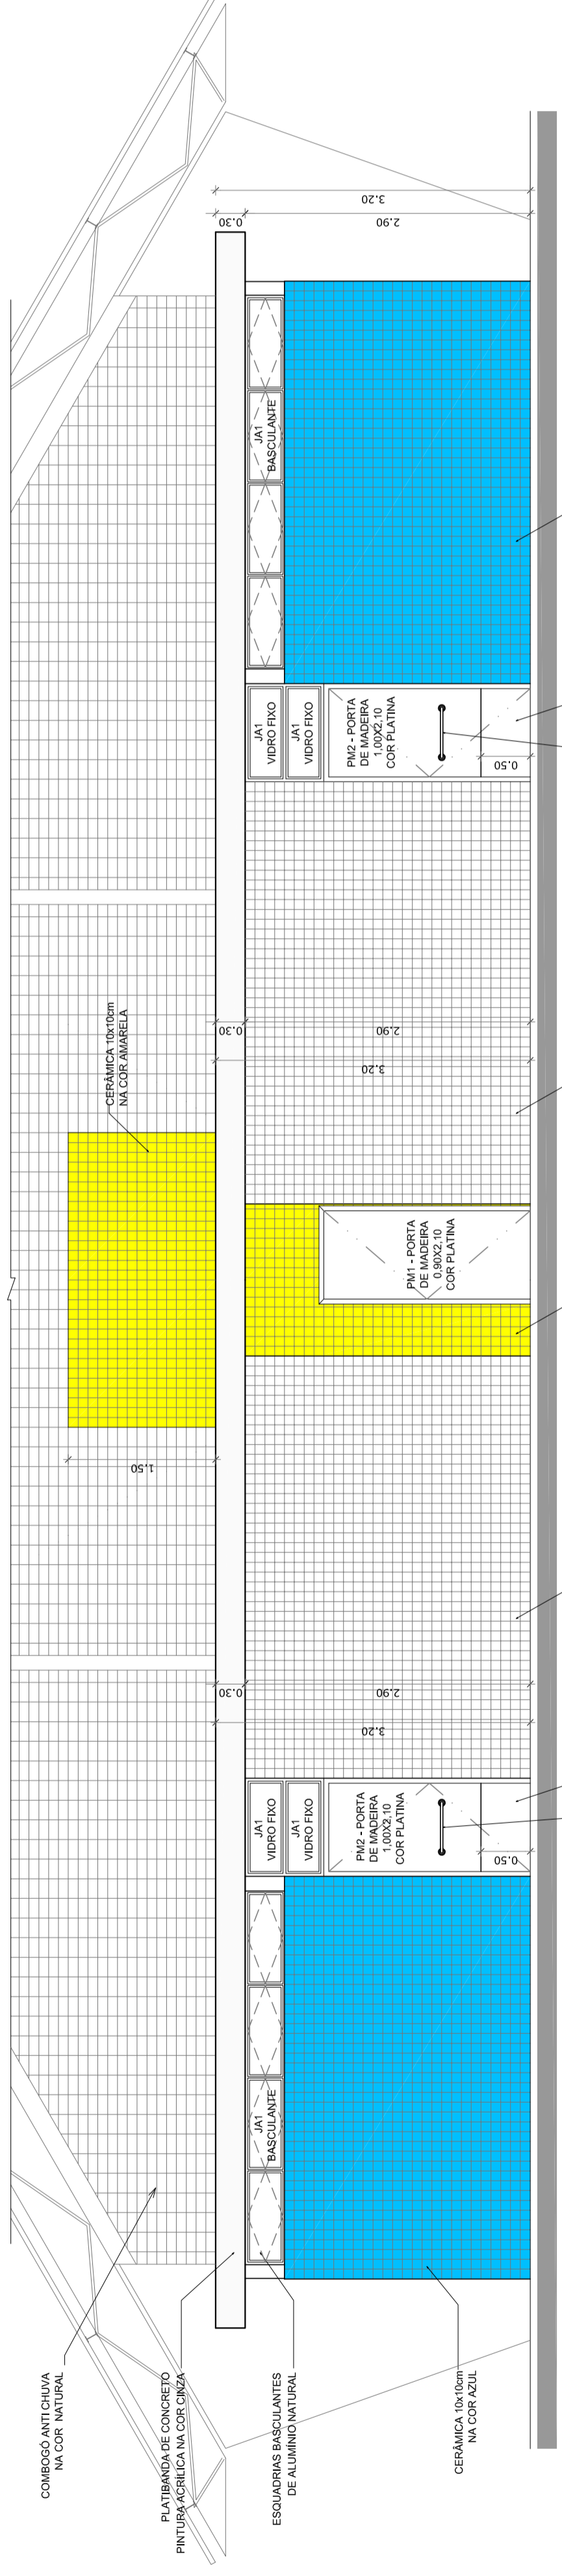 COMBOGÓ ANTI CHUVA
NA COR NATURAL
PLATIBANDA DE CONCRETO
PINTURA ACRÍLICA NA COR CINZA
ESQUADRIAS BASCULANTES
DE ALUMÍNIO NATURAL
CERÂMICA 10x10cm
NA COR AZUL
JA1
BASCULANTE
JA1
VIDRO FIXO
JA1
VIDRO FIXO
PM2 - PORTA
DE MADEIRA
1,00X2,10
COR PLATINA
0.50
0.30
2.90
3.20
1.50
CERÂMICA 10x10cm
NA COR AMARELA
PM1 - PORTA
DE MADEIRA
0,90X2,10
COR PLATINA
0.30
2.90
3.20
JA1
VIDRO FIXO
JA1
VIDRO FIXO
PM2 - PORTA
DE MADEIRA
1,00X2,10
COR PLATINA
0.50
JA1
BASCULANTE
0.30
2.90
3.20